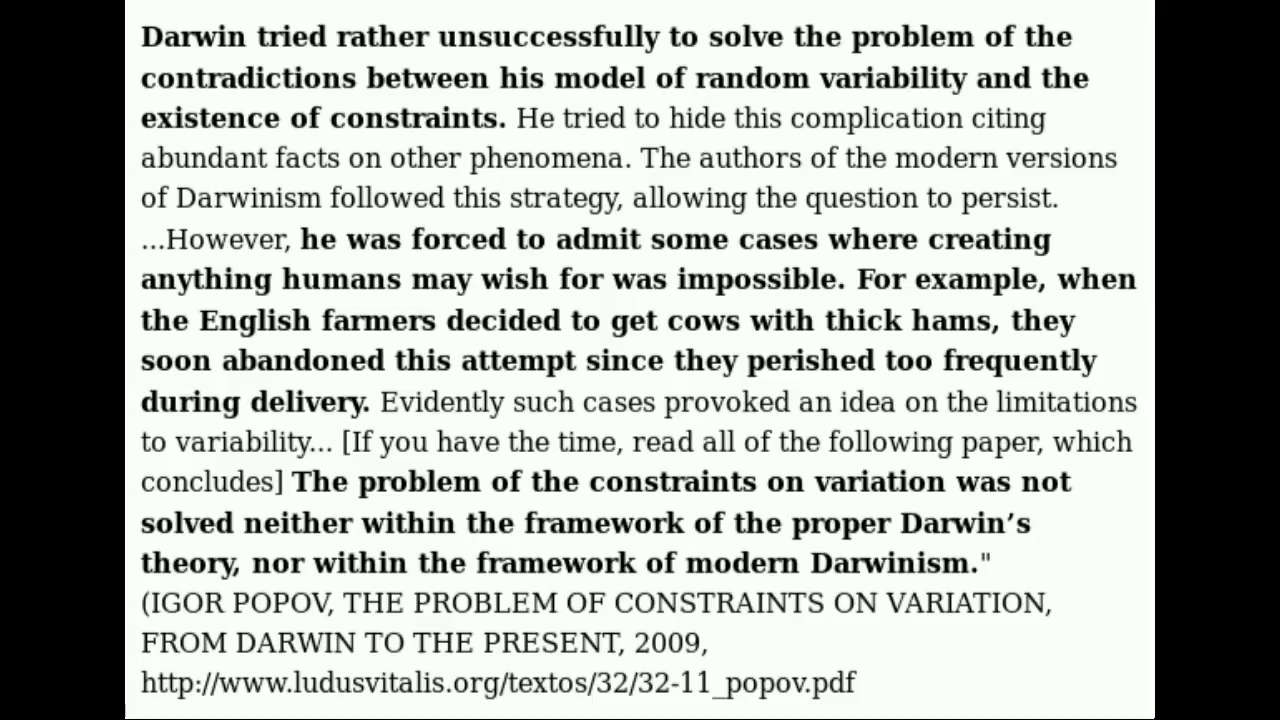 Darwin tried rather unsuccessfully to solve the problem of the
contradictions between his model of random variability and the
existence of constraints. He tried to hide this complication citing
abundant facts on other phenomena. The authors of the modern versions
of Darwinism followed this strategy, allowing the question to persist.
...However, he was forced to admit some cases where creating
anything humans may wish for was impossible. For example, when
the English farmers decided to get cows with thick hams, they
soon abandoned this attempt since they perished too frequently
during delivery. Evidently such cases provoked an idea on the limitations
to variability... [If you have the time, read all of the following paper, which
concludes] The problem of the constraints on variation was not
solved neither within the framework of the proper Darwin’s
theory, nor within the framework of modern Darwinism."
(IGOR POPOV, THE PROBLEM OF CONSTRAINTS ON VARIATION,
FROM DARWIN TO THE PRESENT, 2009,
http://www.ludusvitalis.org/textos/32/32-11_popov.pdf